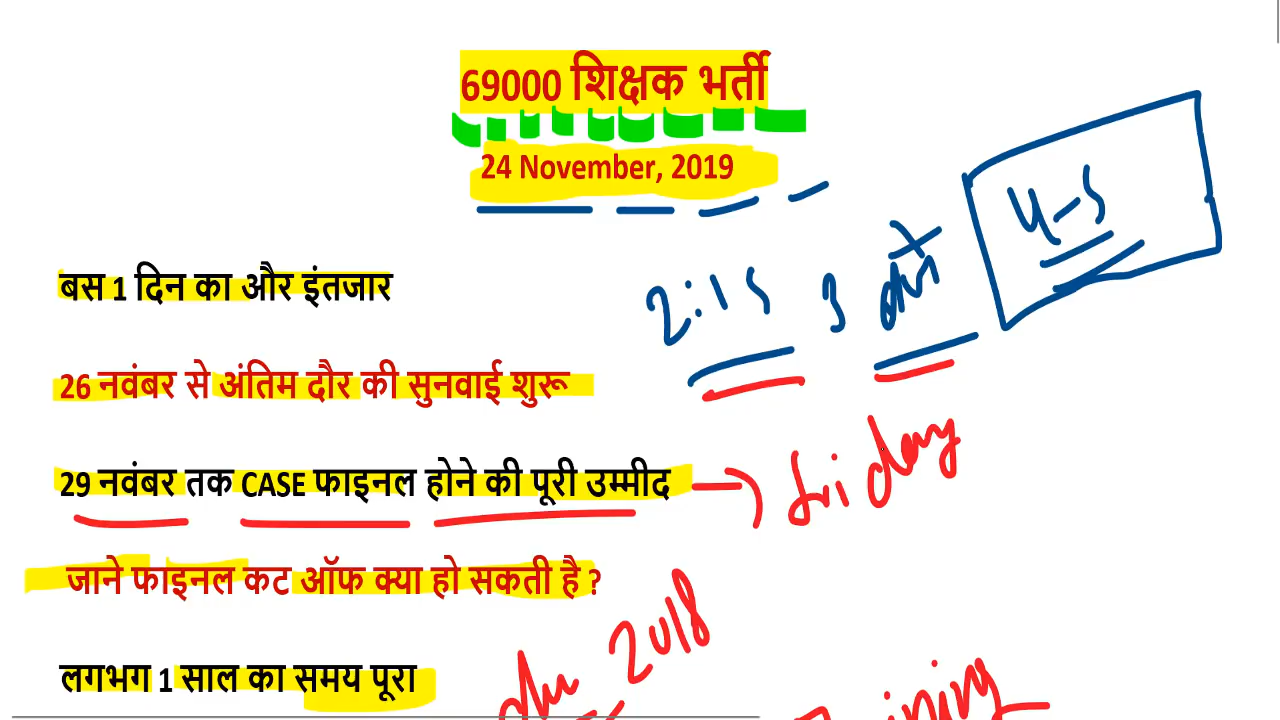 69000 शिक्षक भर्ती
24 November, 2019
बस 1 दिन का और इंतजार
2:15 3
4-5
26 नवंबर से अंतिम दौर की सुनवाई शुरू
29 नवंबर तक CASE फाइनल होने की पूरी उम्मीद
friday
जाने फाइनल कट ऑफ क्या हो सकती है ?
2018
लगभग 1 साल का समय पूरा